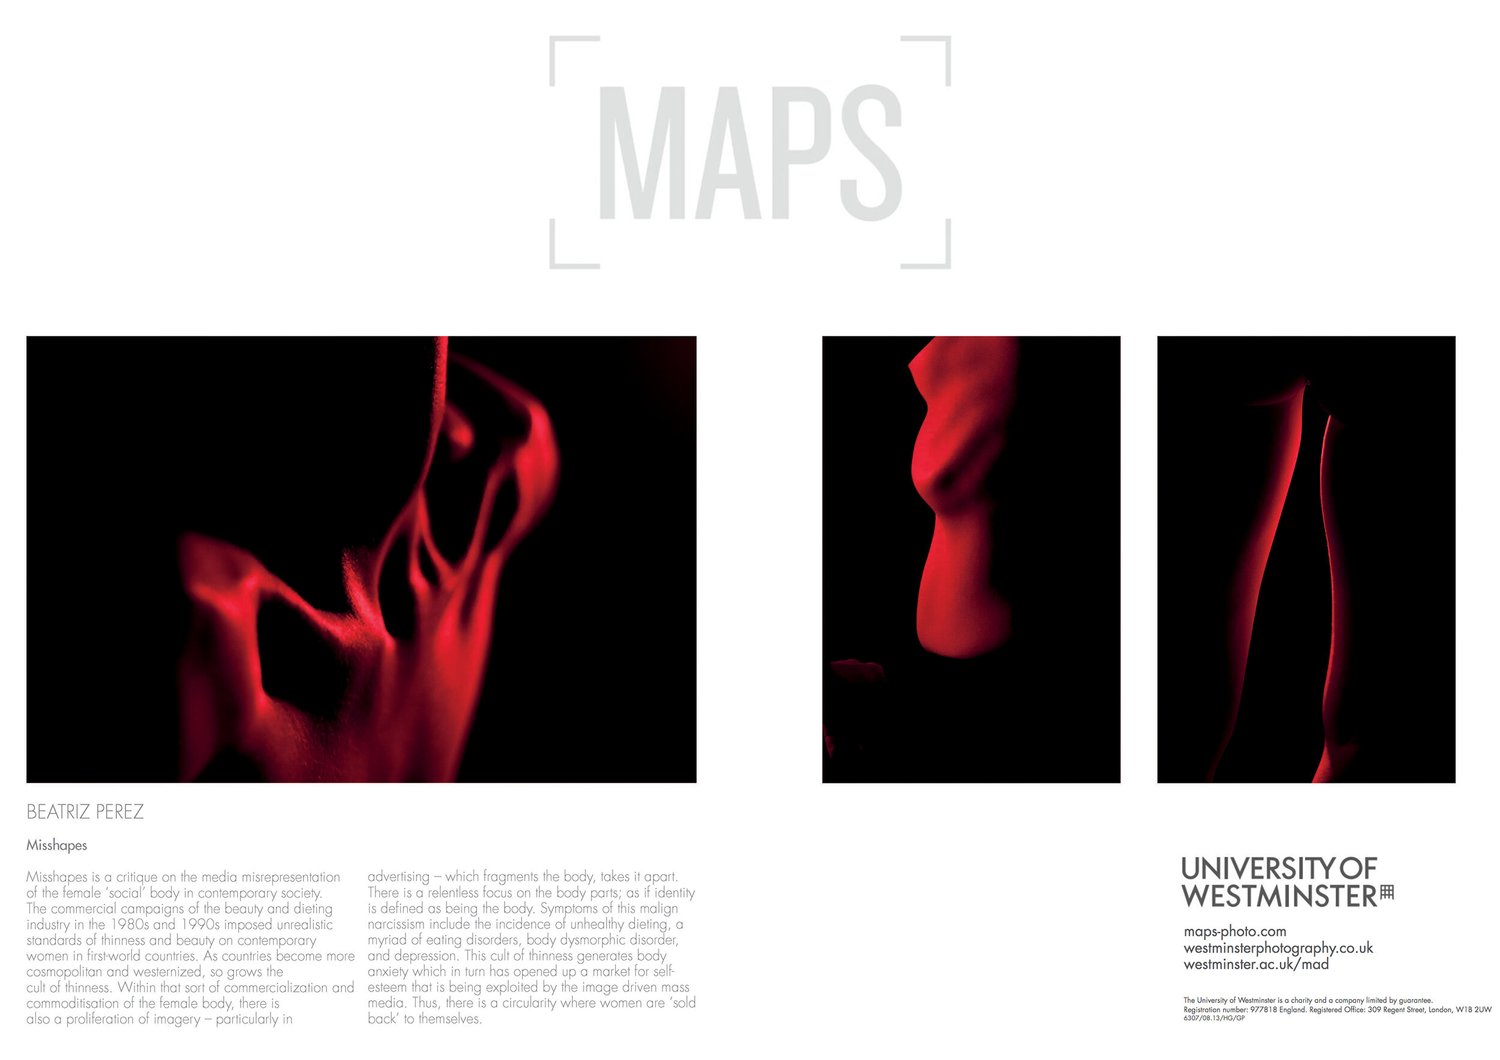 MAPS
BEATRIZ PEREZ
Misshapes
Misshapes is a critique on the media misrepresentation
of the female ‘social’ body in contemporary society.
The commercial campaigns of the beauty and dieting
industry in the 1980s and 1990s imposed unrealistic
standards of thinness and beauty on contemporary
women in first-world countries. As countries become more
cosmopolitan and westernized, so grows the
cult of thinness. Within that sort of commercialization and
commoditisation of the female body, there is
also a proliferation of imagery – particularly in
advertising – which fragments the body, takes it apart.
There is a relentless focus on the body parts; as if identity
is defined as being the body. Symptoms of this malign
narcissism include the incidence of unhealthy dieting, a
myriad of eating disorders, body dysmorphic disorder,
and depression. This cult of thinness generates body
anxiety which in turn has opened up a market for self-
esteem that is being exploited by the image driven mass
media. Thus, there is a circularity where women are ‘sold
back’ to themselves.
UNIVERSITY OF
WESTMINSTER
maps-photo.com
westminsterphotography.co.uk
westminster.ac.uk/mad
The University of Westminster is a charity and a company limited by guarantee.
Registration number: 977818 England. Registered Office: 309 Regent Street, London, W1B 2UW
6307/08.13/HG/GP